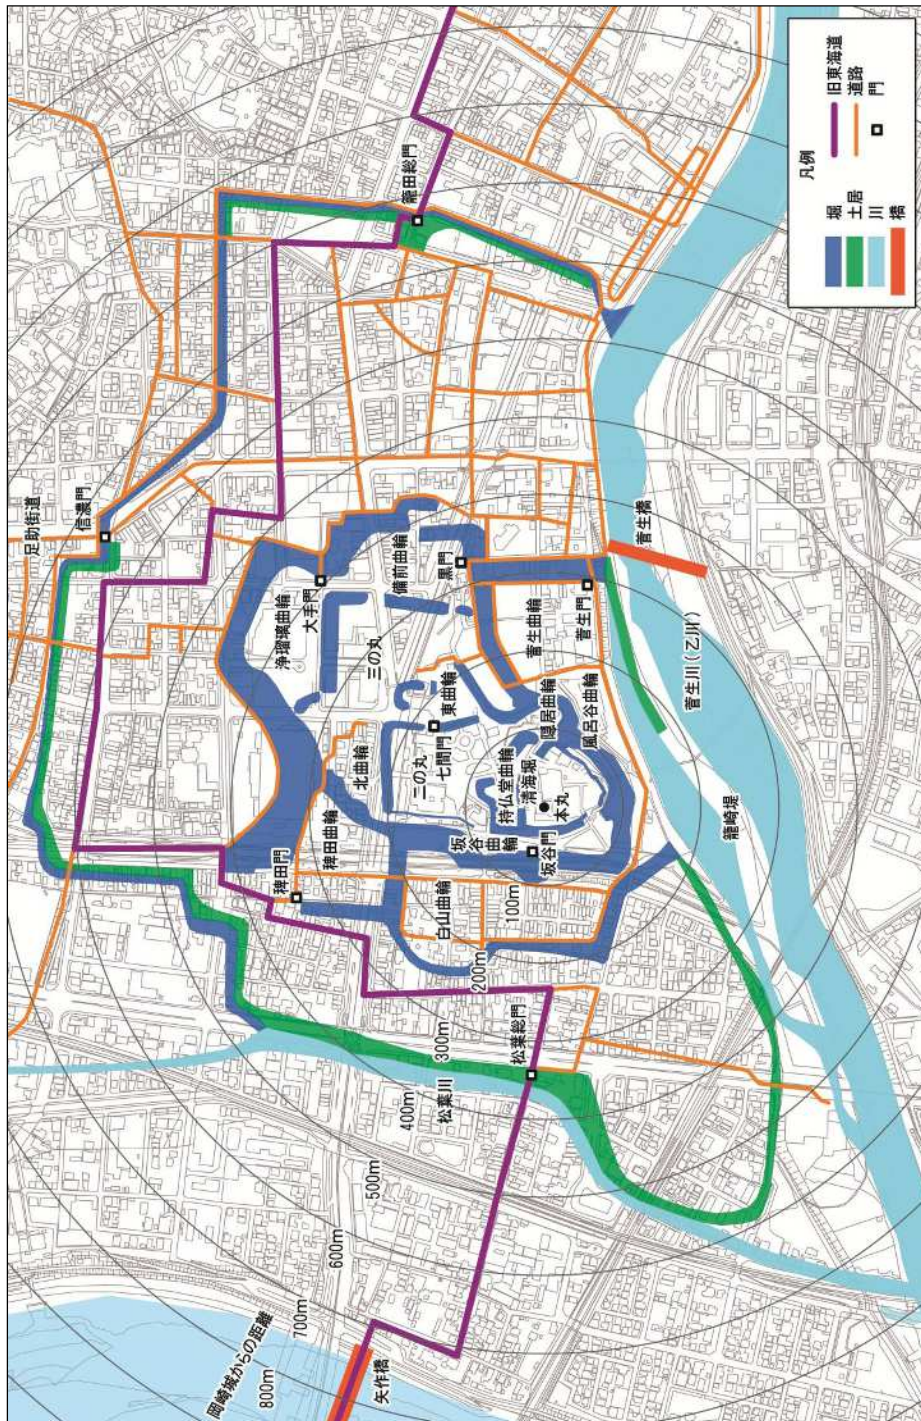 凡例
堀
土居
川
橋
旧東海道
道路
門
足助街道
信濃門
籠田総門
浄瑠璃曲輪
大手門
三の丸
備前曲輪
黒門
北曲輪
二の丸
七間門
東曲輪
菅生曲輪
菅生門
菅生橋
稗田門
稗田曲輪
持仏堂曲輪
清海堀
隠居曲輪
風呂谷曲輪
本丸
坂谷曲輪
坂谷門
白山曲輪
菅生川(乙川)
籠崎堤
松葉総門
松葉川
矢作橋
岡崎城からの距離
100m
200m
300m
400m
500m
600m
700m
800m